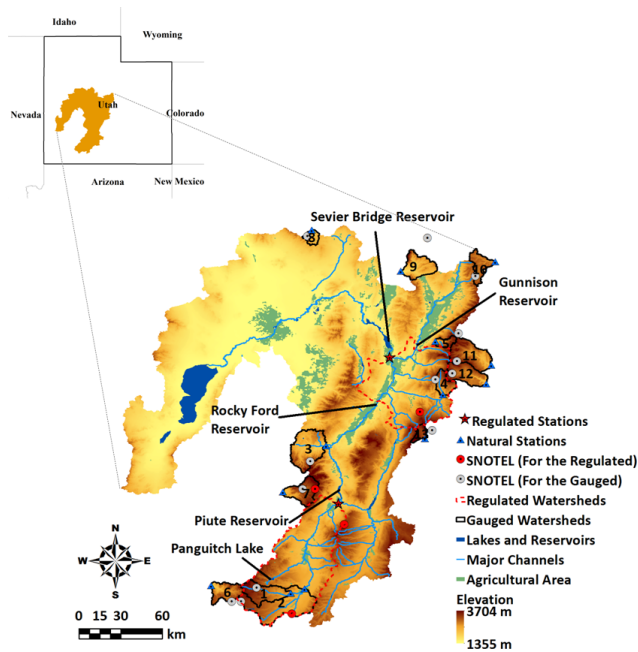 Idaho
Wyoming
Nevada
Utah
Colorado
Arizona
New Mexico
Sevier Bridge Reservoir
8
9
10
Gunnison
Reservoir
5
11
12
4
Rocky Ford
Reservoir
13
3
7
Piute Reservoir
Panguitch Lake
6
1
2
N
W
E
S
0 15 30 60
km
Regulated Stations
Natural Stations
SNOTEL (For the Regulated)
SNOTEL (For the Gauged)
Regulated Watersheds
Gauged Watersheds
Lakes and Reservoirs
Major Channels
Agricultural Area
Elevation
3704 m
1355 m